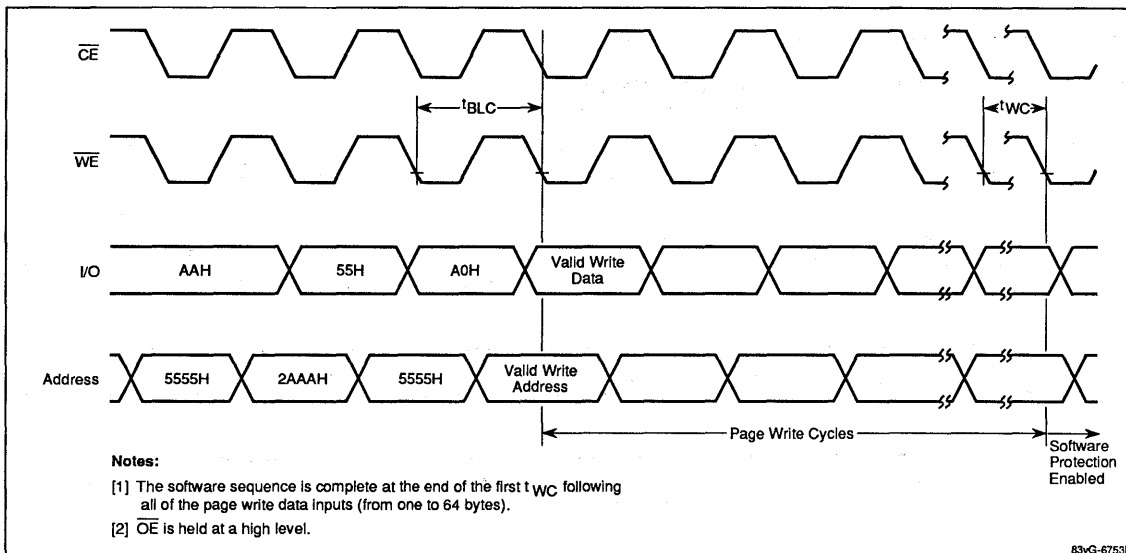 CE
tBLC
tWC
WE
I/O
AAH
55H
A0H
Valid Write
Data
Address
5555H
2AAAH
5555H
Valid Write
Address
Page Write Cycles
Software
Protection
Enabled
Notes:
[1] The software sequence is complete at the end of the first t WC following
all of the page write data inputs (from one to 64 bytes).
[2] OE is held at a high level.
83vG-6753B